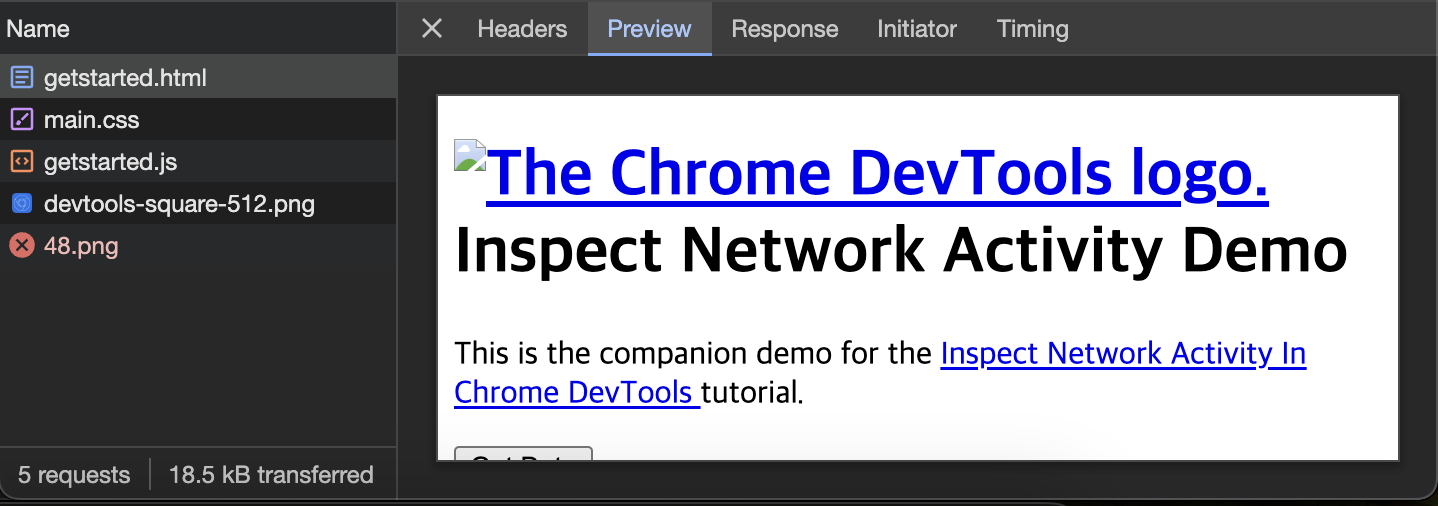 Name
Headers Preview Response Initiator Timing
getstarted.html
main.css
getstarted.js
devtools-square-512.png
48.png
The Chrome DevTools logo.
Inspect Network Activity Demo
This is the companion demo for the Inspect Network Activity In
Chrome DevTools tutorial.
5 requests 18.5 kB transferred